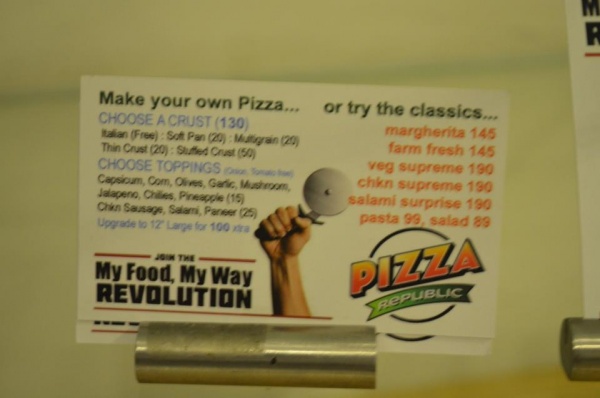 Make your own Pizza...
CHOOSE A CRUST (130)
Italian (Free) : Soft Pan (20) : Multigrain (20)
Thin Crust (20) : Stuffed Crust (50)
CHOOSE TOPPINGS (Onion, Tomato free)
Capsicum, Corn, Olives, Garlic, Mushroom,
Jalapeno, Chilies, Pineapple (15)
Chkn Sausage, Salami, Paneer (25)
Upgrade to 12" Large for 100 xtra
JOIN THE
My Food, My Way
REVOLUTION
or try the classics...
margherita 145
farm fresh 145
veg supreme 190
chkn supreme 190
salami surprise 190
pasta 99, salad 89
PIZZA
REPUBLIC
M
R